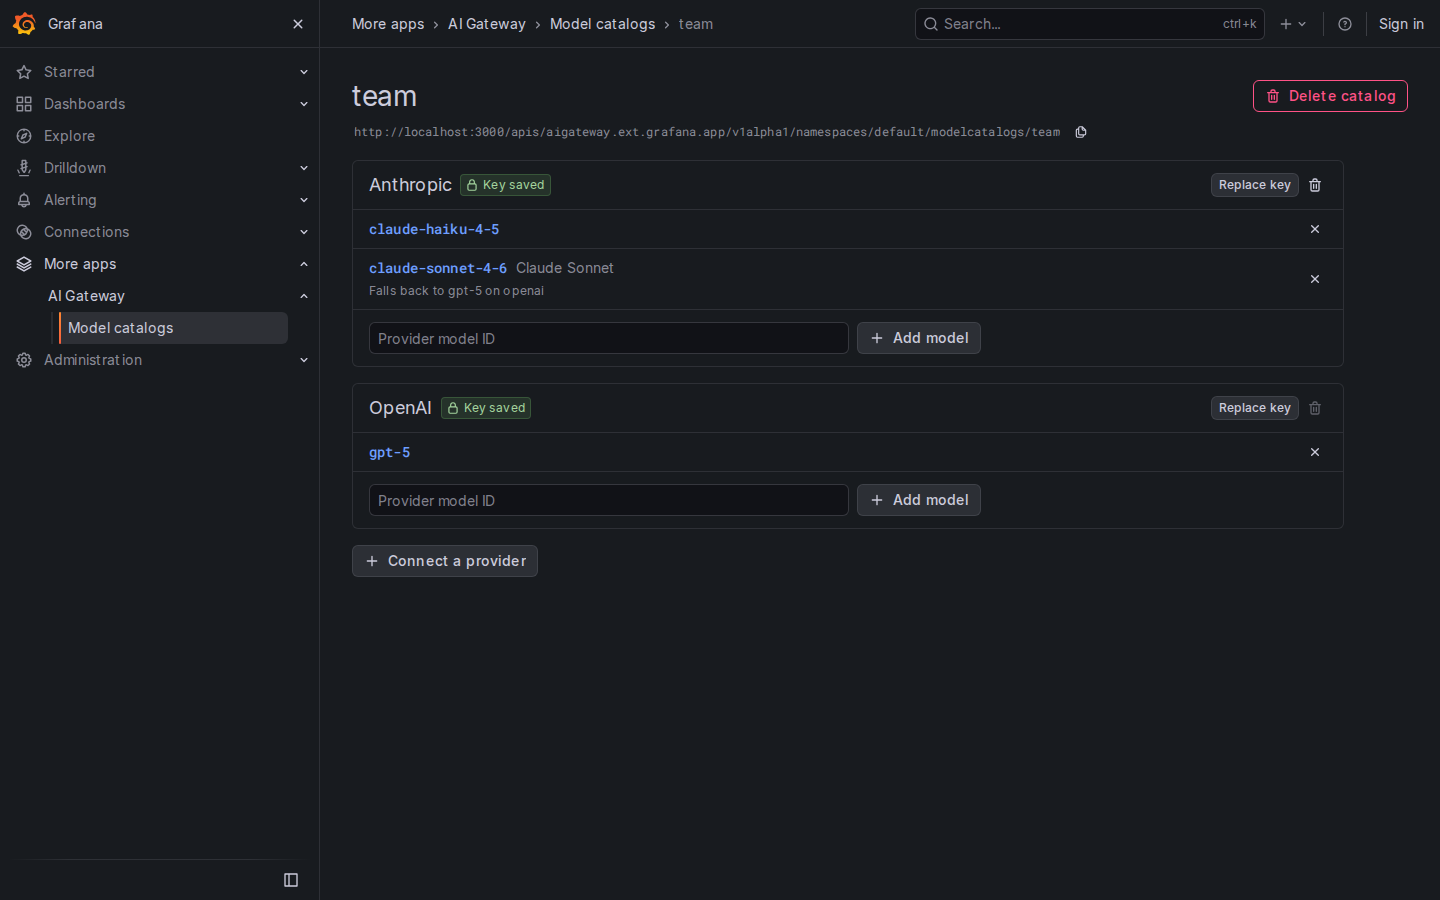 Grafana
More apps > AI Gateway > Model catalogs > team
Search...
ctrl+k
Sign in
Starred
Dashboards
Explore
Drilldown
Alerting
Connections
More apps
AI Gateway
Model catalogs
Administration
team
Delete catalog
http://localhost:3000/apis/aigateway.ext.grafana.app/v1alpha1/namespaces/default/modelcatalogs/team
Anthropic
Key saved
Replace key
claude-haiku-4-5
claude-sonnet-4-6 Claude Sonnet
Falls back to gpt-5 on openai
Provider model ID
Add model
OpenAI
Key saved
Replace key
gpt-5
Provider model ID
Add model
Connect a provider